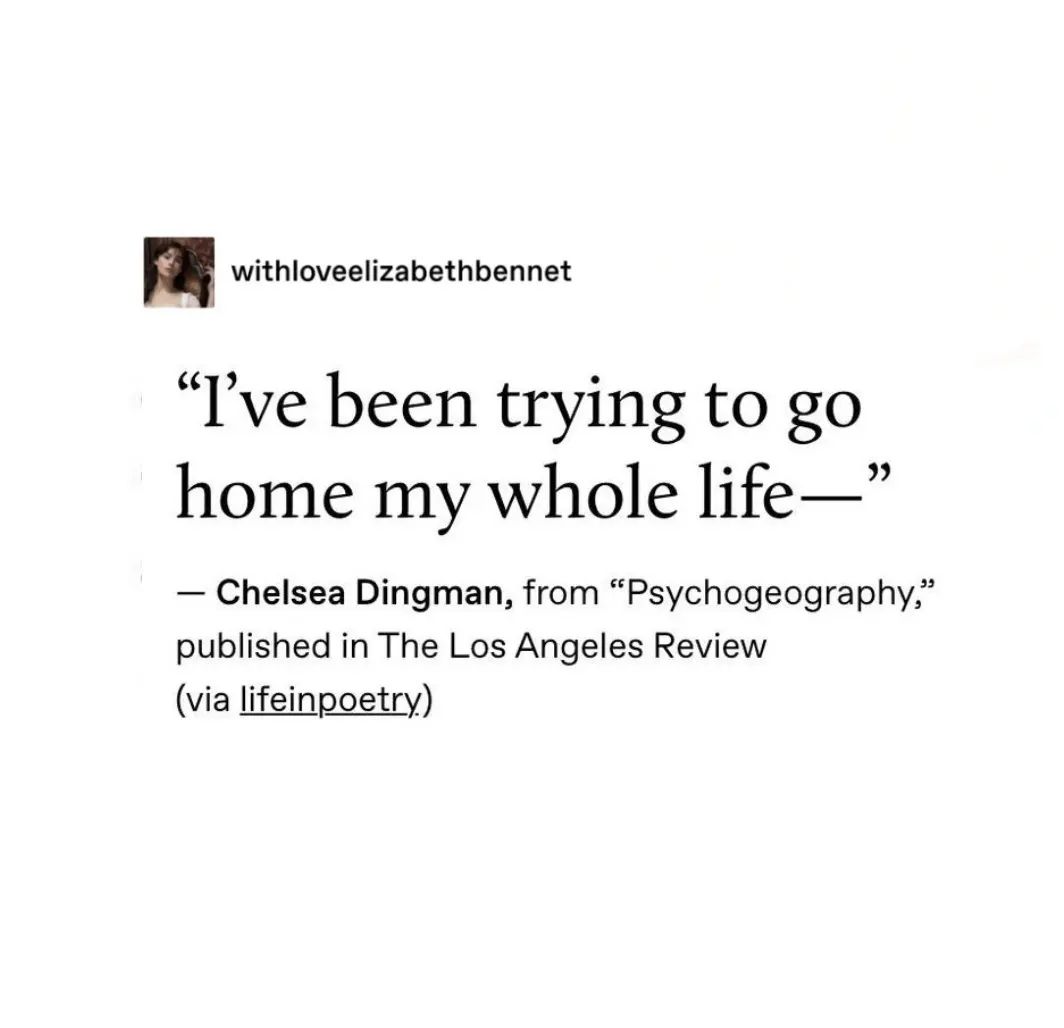 withloveelizabethbennet
“I’ve been trying to go
home my whole life—”
— Chelsea Dingman, from “Psychogeography,”
published in The Los Angeles Review
(via lifeinpoetry)